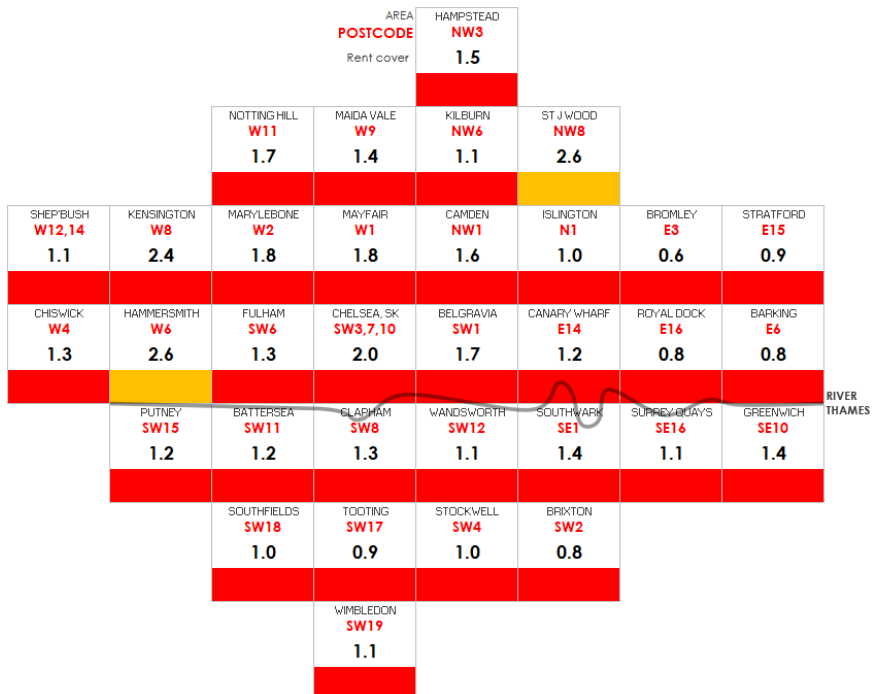 AREA
POSTCODE
Rent cover
HAMPSTEAD
NW3
1.5
NOTTING HILL
W11
1.7
MAIDA VALE
W9
1.4
KILBURN
NW6
1.1
ST J WOOD
NW8
2.6
SHEP'BUSH
W12,14
1.1
KENSINGTON
W8
2.4
MARYLEBONE
W2
1.8
MAYFAIR
W1
1.8
CAMDEN
NW1
1.6
ISLINGTON
N1
1.0
BROMLEY
E3
0.6
STRATFORD
E15
0.9
CHISWICK
W4
1.3
HAMMERSMITH
W6
2.6
FULHAM
SW6
1.3
CHELSEA, SK
SW3,7,10
2.0
BELGRAVIA
SW1
1.7
CANARY WHARF
E14
1.2
ROYAL DOCK
E16
0.8
BARKING
E6
0.8
RIVER
THAMES
PUTNEY
SW15
1.2
BATTERSEA
SW11
1.2
CLAPHAM
SW8
1.3
WANDSWORTH
SW12
1.1
SOUTHWARK
SE1
1.4
SURREY QUAYS
SE16
1.1
GREENWICH
SE10
1.4
SOUTHFIELDS
SW18
1.0
TOOTING
SW17
0.9
STOCKWELL
SW4
1.0
BRIXTON
SW2
0.8
WIMBLEDON
SW19
1.1